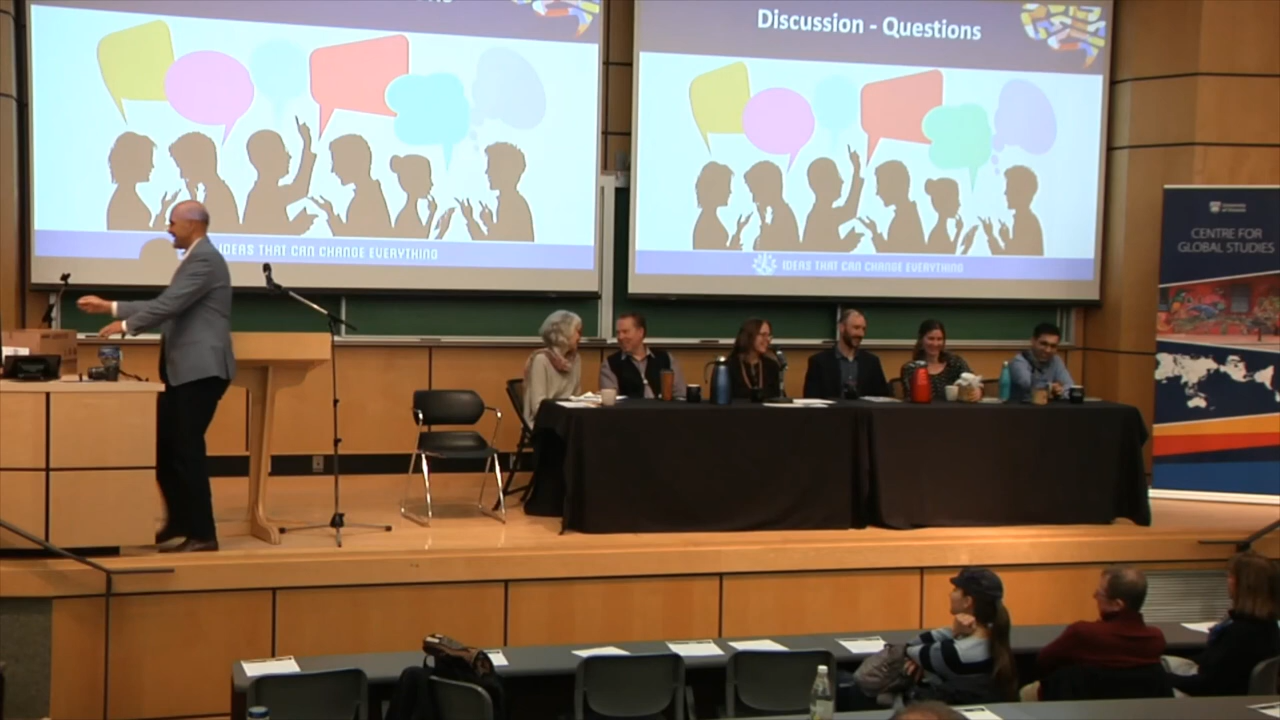 Discussion - Questions
IDEAS THAT CAN CHANGE EVERYTHING
IDEAS THAT CAN CHANGE EVERYTHING
CENTRE FOR
GLOBAL STUDIES